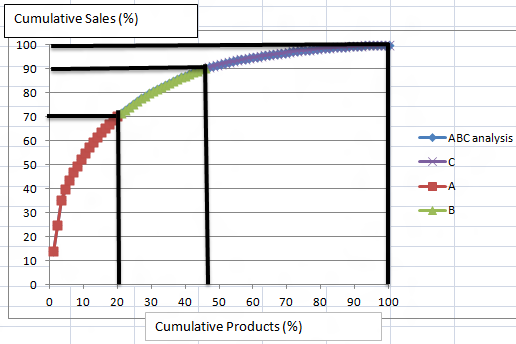 Cumulative Sales (%)
100
90
80
70
60
50
40
30
20
10
0
0 10 20 30 40 50 60 70 80 90 100
ABC analysis
C
A
B
Cumulative Products (%)